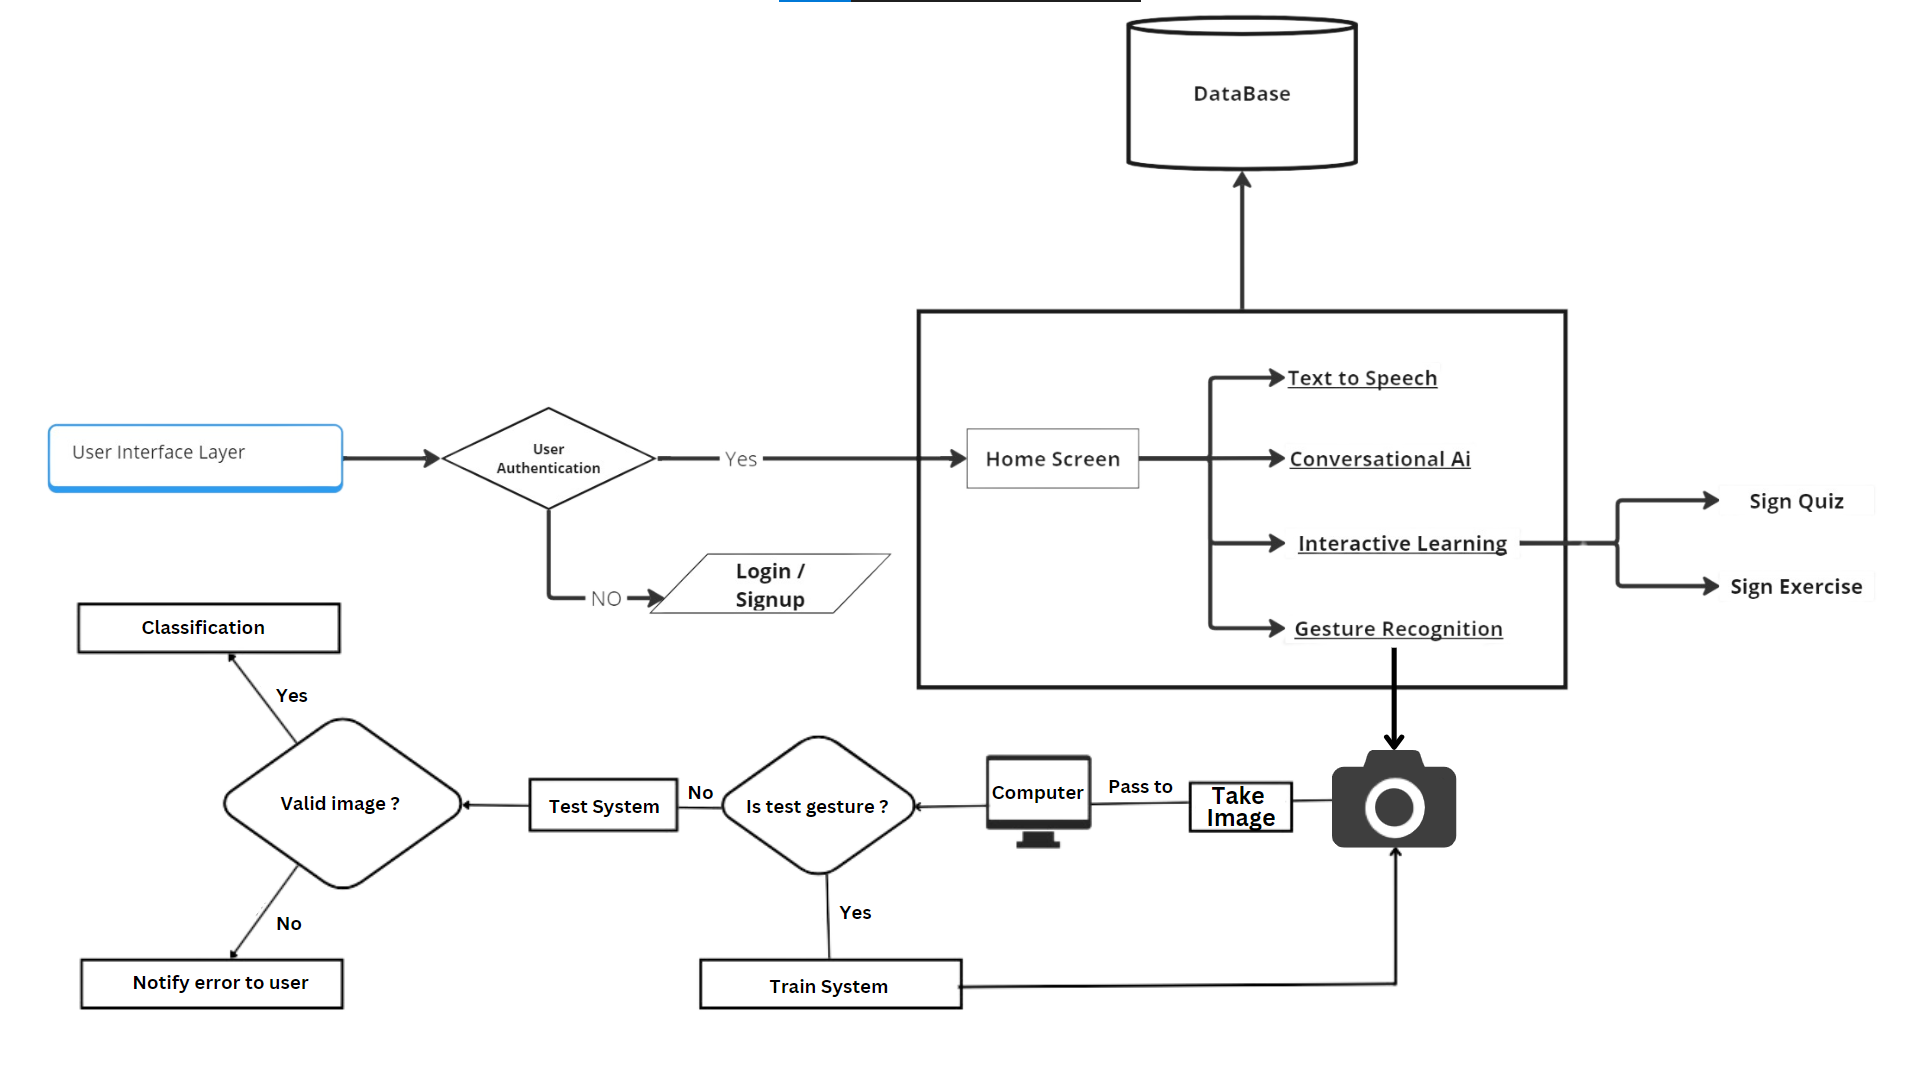 DataBase
Text to Speech
User Interface Layer
User
Authentication
Yes
Home Screen
Conversational Ai
Sign Quiz
Interactive Learning
Sign Exercise
Login /
Signup
NO
Gesture Recognition
Classification
Yes
Valid image ?
No
Test System
Is test gesture ?
Computer
Pass to
Take
Image
No
Yes
Notify error to user
Train System